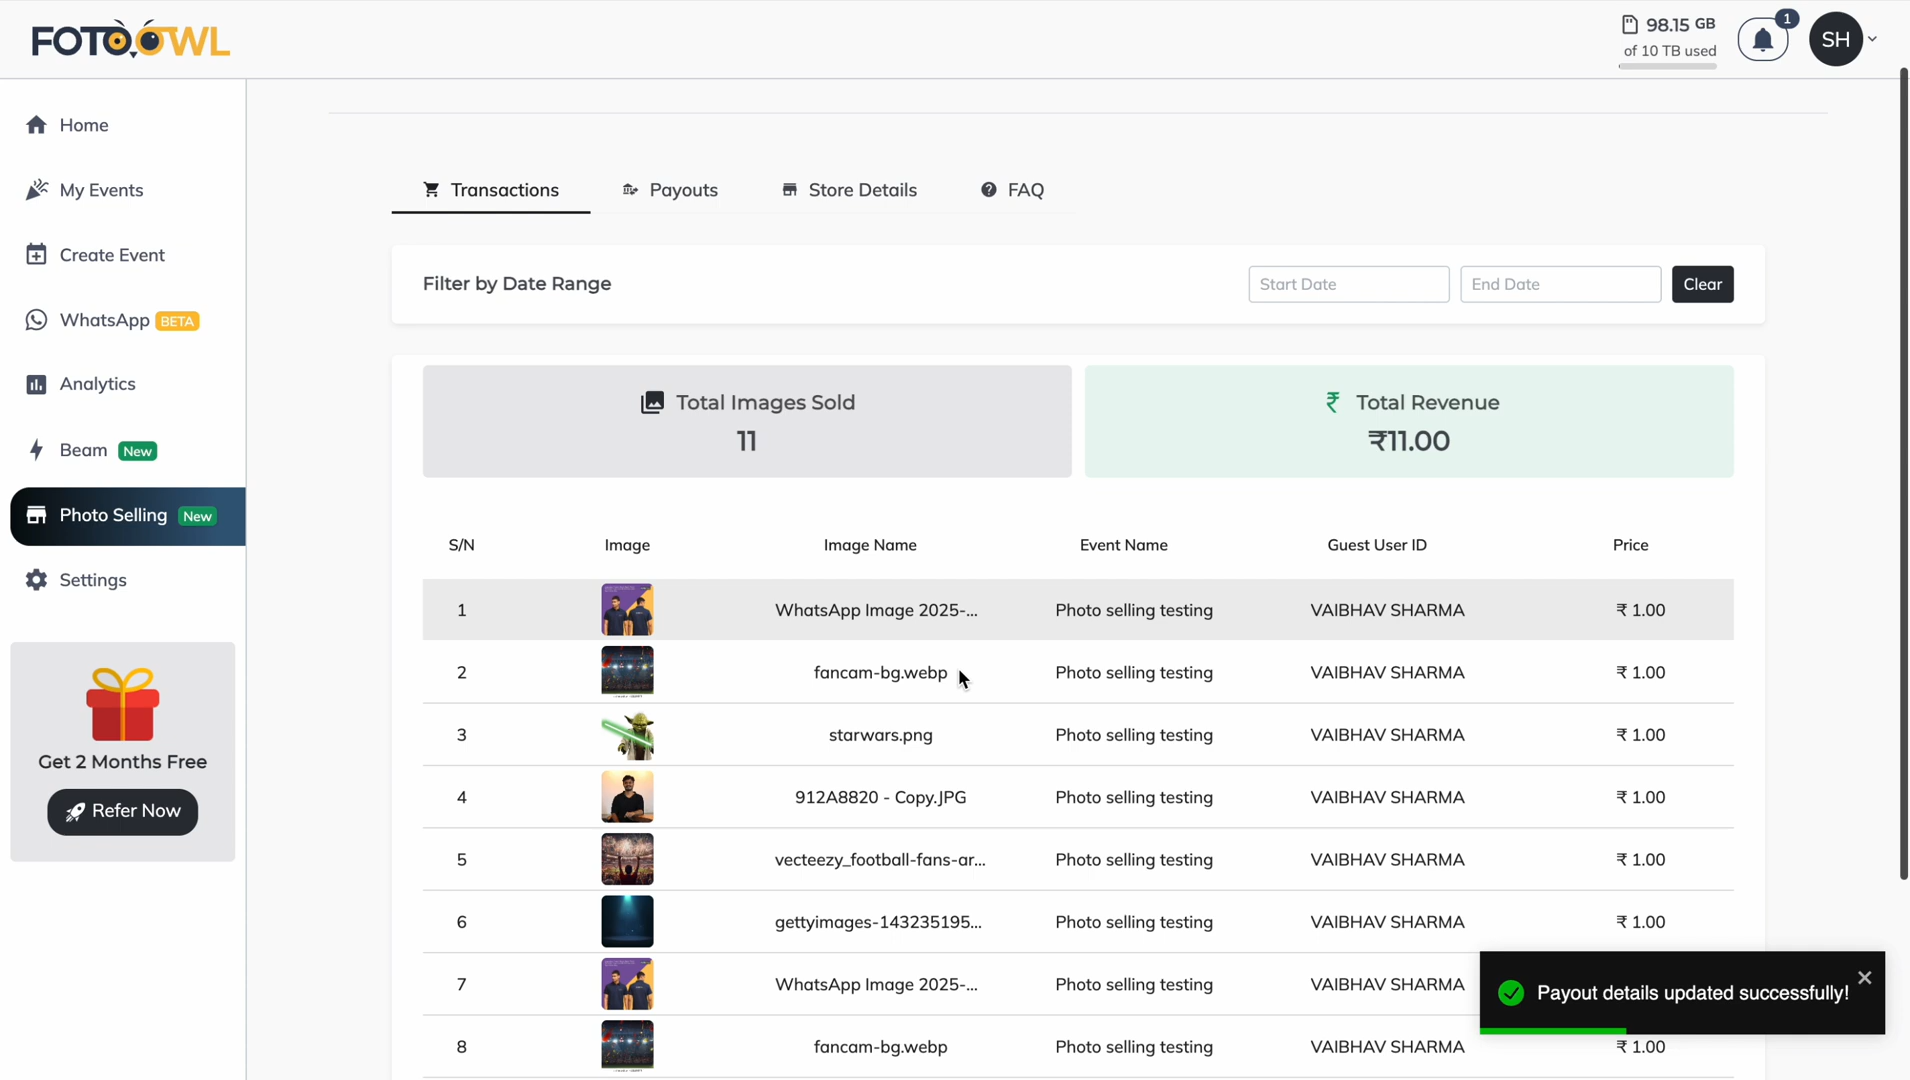 FOTOOWL
98.15 GB
of 10 TB used
1
SH
Home
My Events
Create Event
WhatsApp BETA
Analytics
Beam New
Photo Selling New
Settings
Get 2 Months Free
Refer Now
Transactions Payouts Store Details FAQ
Filter by Date Range Start Date End Date Clear
Total Images Sold
11
₹ Total Revenue
₹11.00
S/N Image Image Name Event Name Guest User ID Price
1 WhatsApp Image 2025-... Photo selling testing VAIBHAV SHARMA ₹ 1.00
2 fancam-bg.webp Photo selling testing VAIBHAV SHARMA ₹ 1.00
3 starwars.png Photo selling testing VAIBHAV SHARMA ₹ 1.00
4 912A8820 - Copy.JPG Photo selling testing VAIBHAV SHARMA ₹ 1.00
5 vecteezy_football-fans-ar... Photo selling testing VAIBHAV SHARMA ₹ 1.00
6 gettyimages-143235195... Photo selling testing VAIBHAV SHARMA ₹ 1.00
7 WhatsApp Image 2025-... Photo selling testing VAIBHAV SHARMA
8 fancam-bg.webp Photo selling testing VAIBHAV SHARMA ₹ 1.00
Payout details updated successfully!